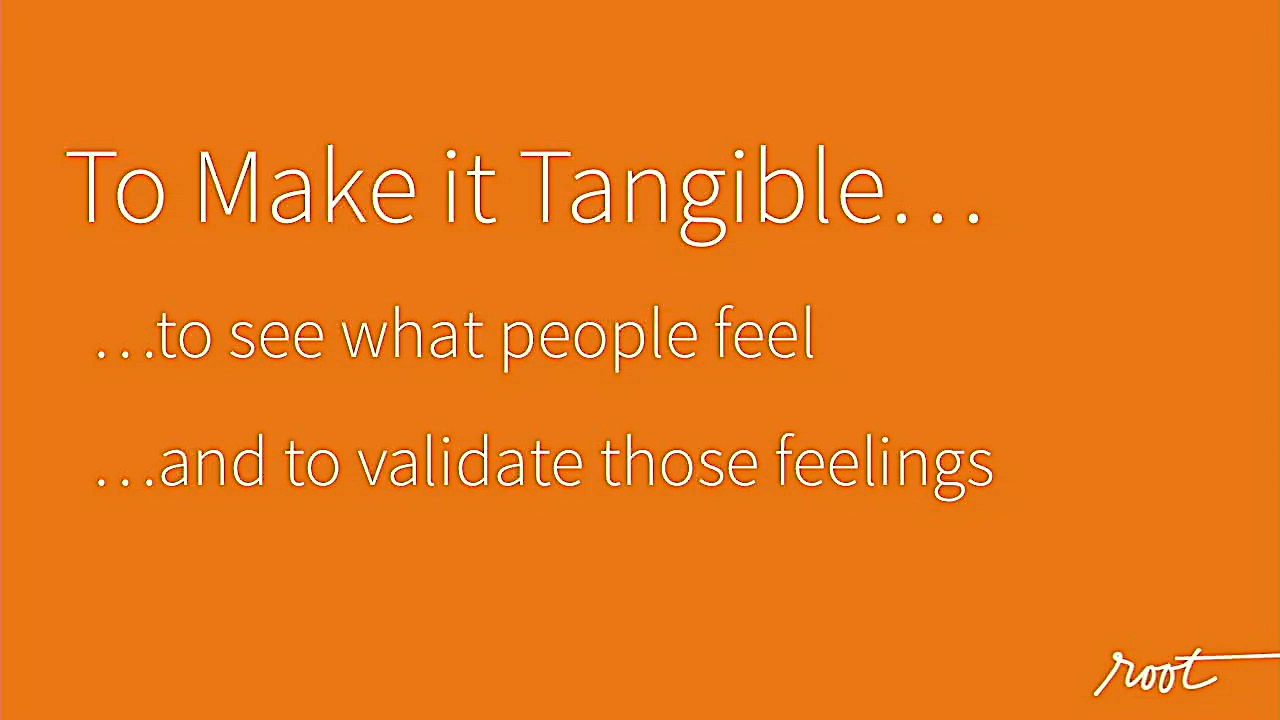 To Make it Tangible…
…to see what people feel
…and to validate those feelings
root